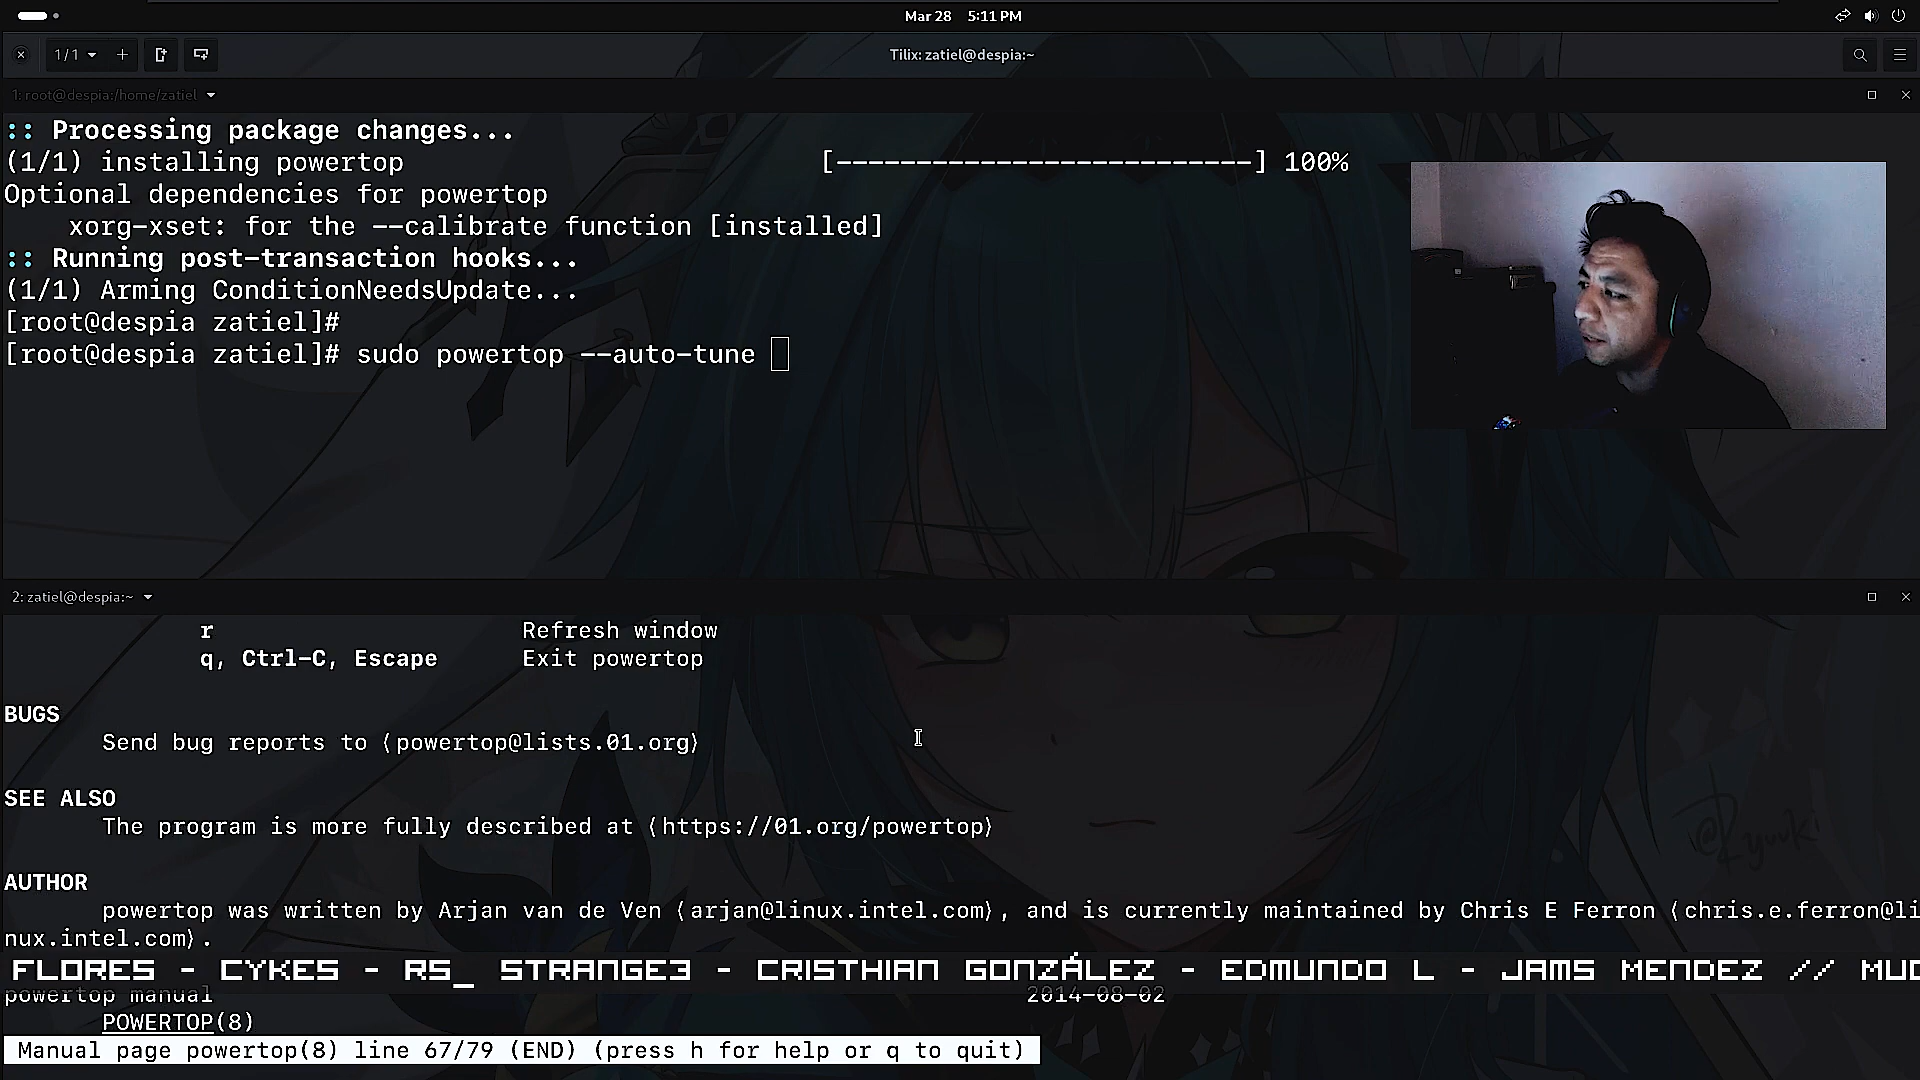 Mar 28 5:11 PM
1/1
Tilix: zatiel@despia:~
1: root@despia:/home/zatiel
:: Processing package changes...
(1/1) installing powertop [--------------------------] 100%
Optional dependencies for powertop
xorg-xset: for the --calibrate function [installed]
:: Running post-transaction hooks...
(1/1) Arming ConditionNeedsUpdate...
[root@despia zatiel]#
[root@despia zatiel]# sudo powertop --auto-tune
2: zatiel@despia:~
r Refresh window
q, Ctrl-C, Escape Exit powertop
BUGS
Send bug reports to ⟨powertop@lists.01.org⟩
SEE ALSO
The program is more fully described at ⟨https://01.org/powertop⟩
AUTHOR
powertop was written by Arjan van de Ven ⟨arjan@linux.intel.com⟩, and is currently maintained by Chris E Ferron ⟨chris.e.ferron@li
nux.intel.com⟩.
FLORES - CYKES - RS_ STRANGE3 - CRISTHIAN GONZÁLEZ - EDMUNDO L - JAMS MENDEZ // MUC
powertop manual 2014-08-02
POWERTOP(8)
Manual page powertop(8) line 67/79 (END) (press h for help or q to quit)
@Ryuuki